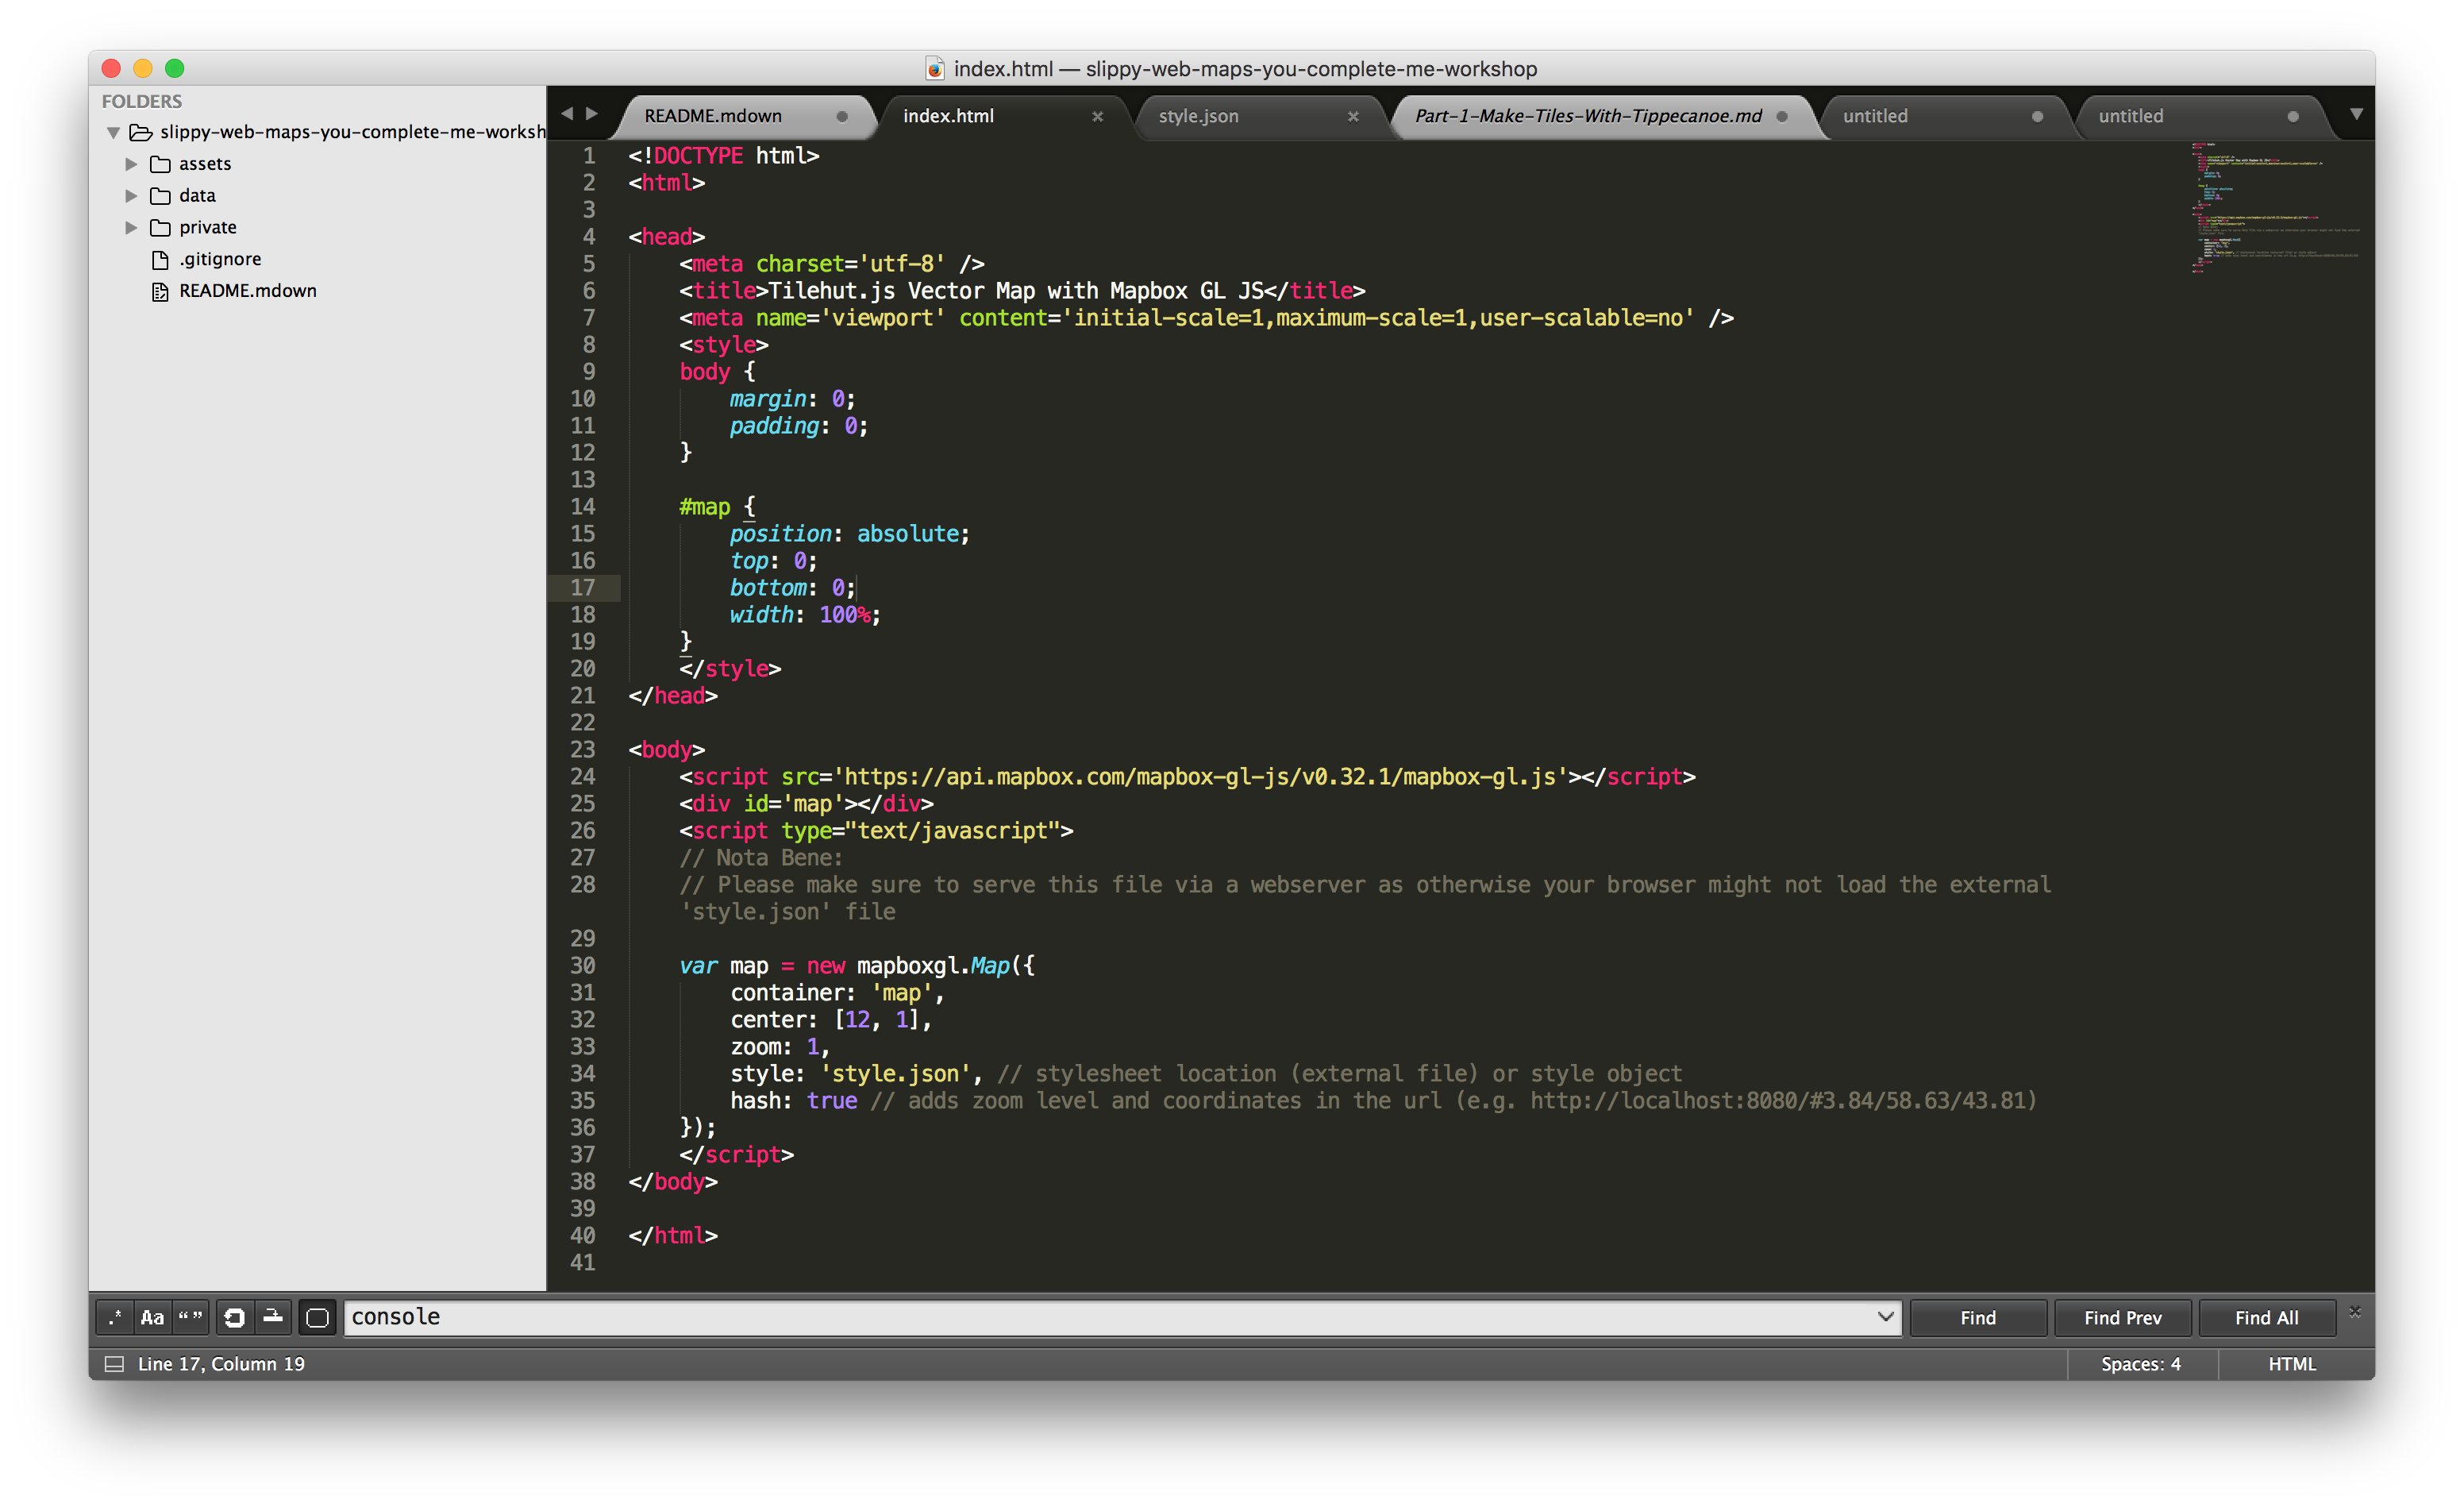 index.html — slippy-web-maps-you-complete-me-workshop
FOLDERS
slippy-web-maps-you-complete-me-worksh
assets
data
private
.gitignore
README.mdown
README.mdown
index.html
style.json
Part-1-Make-Tiles-With-Tippecanoe.md
untitled
untitled
1 <!DOCTYPE html>
2 <html>
3
4 <head>
5 <meta charset='utf-8' />
6 <title>Tilehut.js Vector Map with Mapbox GL JS</title>
7 <meta name='viewport' content='initial-scale=1,maximum-scale=1,user-scalable=no' />
8 <style>
9 body {
10 margin: 0;
11 padding: 0;
12 }
13
14 #map {
15 position: absolute;
16 top: 0;
17 bottom: 0;
18 width: 100%;
19 }
20 </style>
21 </head>
22
23 <body>
24 <script src='https://api.mapbox.com/mapbox-gl-js/v0.32.1/mapbox-gl.js'></script>
25 <div id='map'></div>
26 <script type="text/javascript">
27 // Nota Bene:
28 // Please make sure to serve this file via a webserver as otherwise your browser might not load the external
'style.json' file
29
30 var map = new mapboxgl.Map({
31 container: 'map',
32 center: [12, 1],
33 zoom: 1,
34 style: 'style.json', // stylesheet location (external file) or style object
35 hash: true // adds zoom level and coordinates in the url (e.g. http://localhost:8080/#3.84/58.63/43.81)
36 });
37 </script>
38 </body>
39
40 </html>
41
.* Aa “” console Find Find Prev Find All
Line 17, Column 19
Spaces: 4
HTML